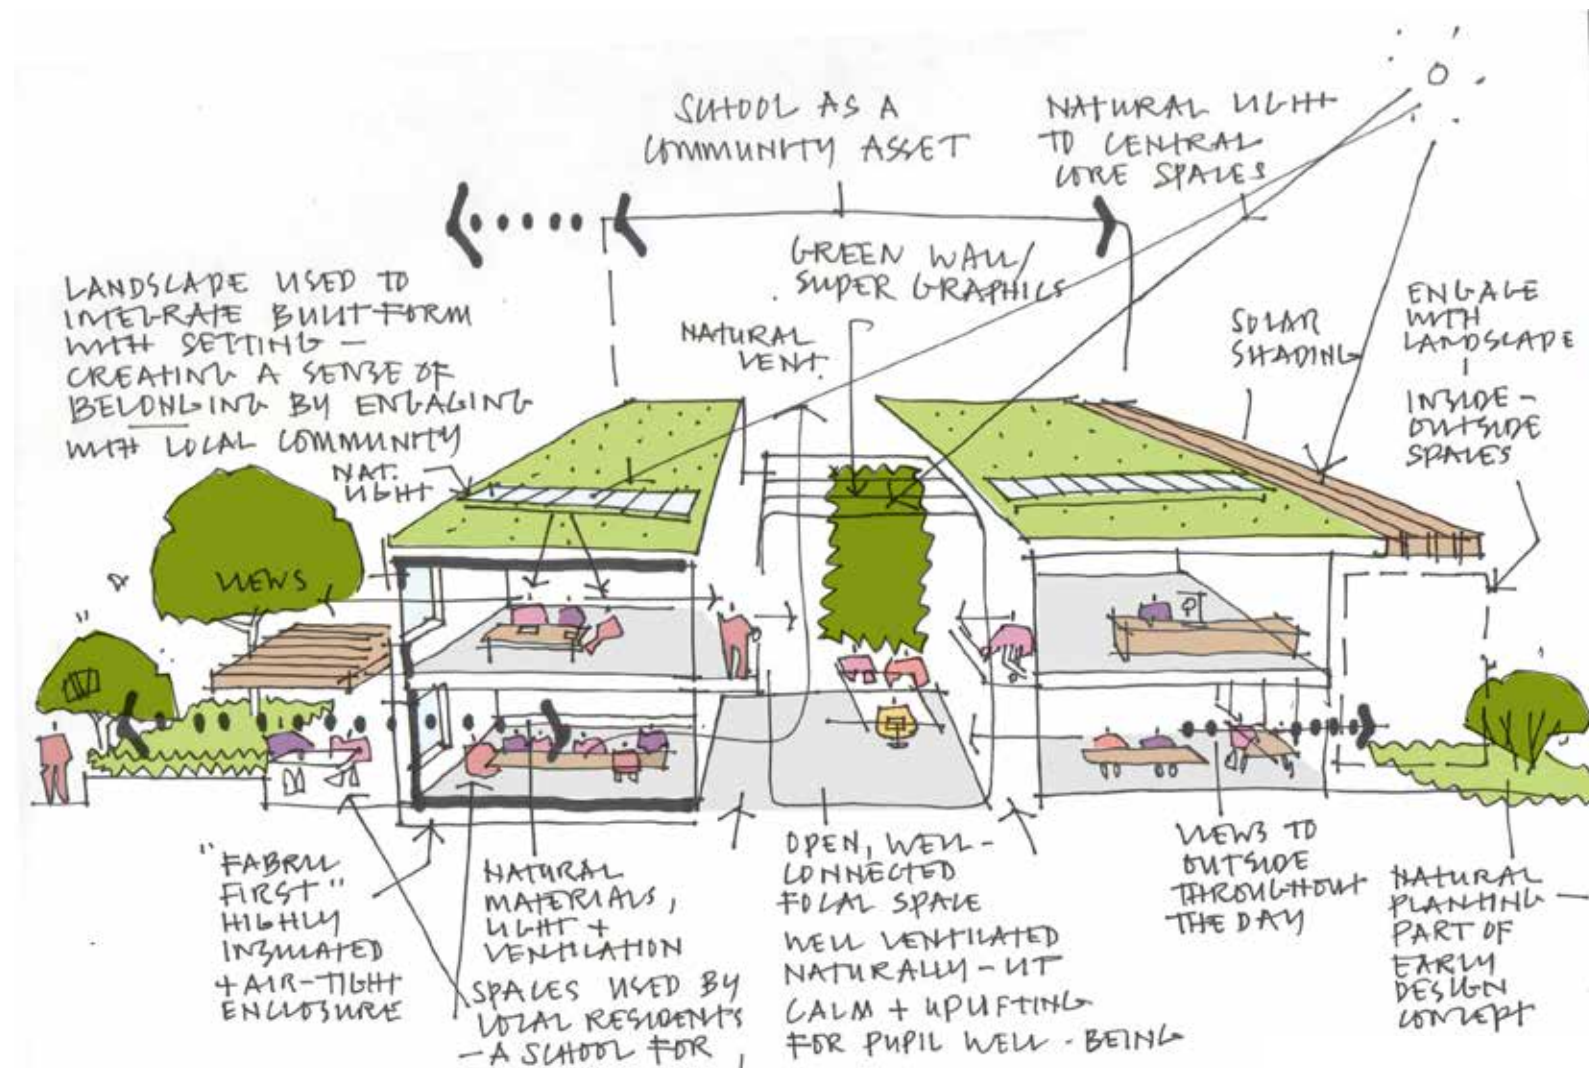 SCHOOL AS A
COMMUNITY ASSET
NATURAL LIGHT
TO CENTRAL
CORE SPACES
GREEN WALL/
SUPER GRAPHICS
LANDSCAPE USED TO
INTEGRATE BUILT FORM
WITH SETTING –
CREATING A SENSE OF
BELONGING BY ENGAGING
WITH LOCAL COMMUNITY
NATURAL
VENT.
SOLAR
SHADING
ENGAGE
WITH
LANDSCAPE
INSIDE –
OUTSIDE
SPACES
NAT.
LIGHT
VIEWS
"FABRIC
FIRST"
HIGHLY
INSULATED
+ AIR-TIGHT
ENCLOSURE
NATURAL
MATERIALS,
LIGHT +
VENTILATION
SPACES USED BY
LOCAL RESIDENTS
– A SCHOOL FOR
OPEN, WELL-
CONNECTED
FOCAL SPACE
WELL VENTILATED
NATURALLY – LIT
CALM + UPLIFTING
FOR PUPIL WELL-BEING
VIEWS TO
OUTSIDE
THROUGHOUT
THE DAY
NATURAL
PLANTING
PART OF
EARLY
DESIGN
CONCEPT